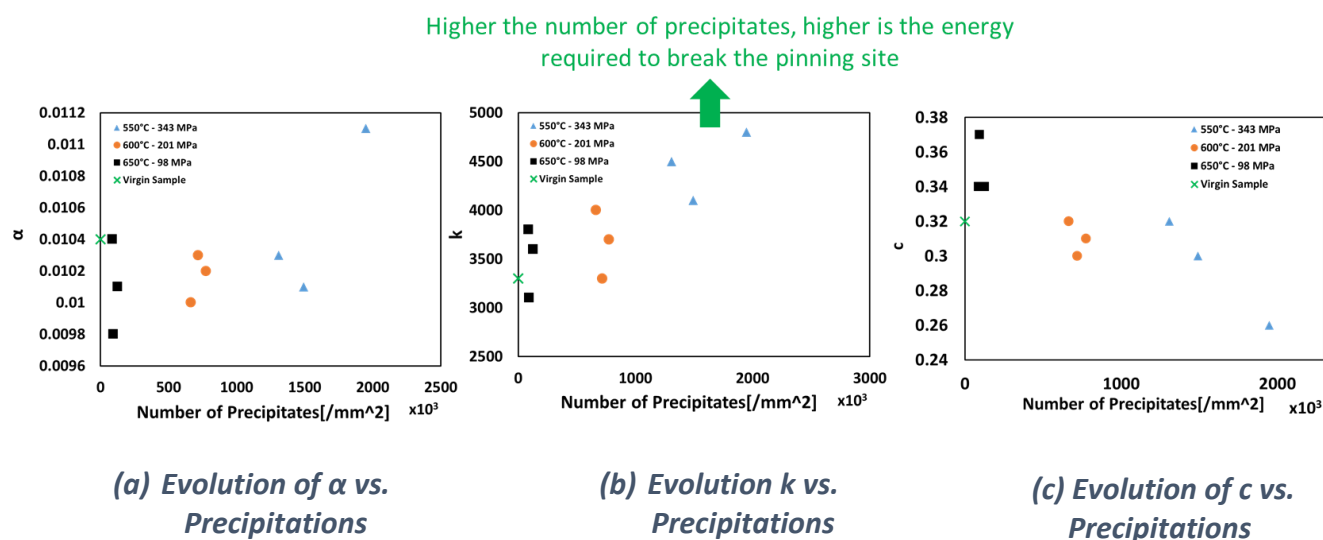 Higher the number of precipitates, higher is the energy
required to break the pinning site
0.0112
0.011
0.0108
0.0106
0.0104
0.0102
0.01
0.0098
0.0096
α
550°C - 343 MPa
600°C - 201 MPa
650°C - 98 MPa
Virgin Sample
0
500
1000
1500
2000
2500
Number of Precipitates[/mm^2]
x10³
5000
4500
4000
3500
3000
2500
k
550°C - 343 MPa
600°C - 201 MPa
650°C - 98 MPa
Virgin Sample
0
1000
2000
3000
Number of Precipitates[/mm^2]
x10³
0.38
0.36
0.34
0.32
0.3
0.28
0.26
0.24
c
550°C - 343 MPa
600°C - 201 MPa
650°C - 98 MPa
Virgin Sample
0
1000
2000
Number of Precipitates[/mm^2]
x10³
(a) Evolution of α vs.
Precipitations
(b) Evolution k vs.
Precipitations
(c) Evolution of c vs.
Precipitations